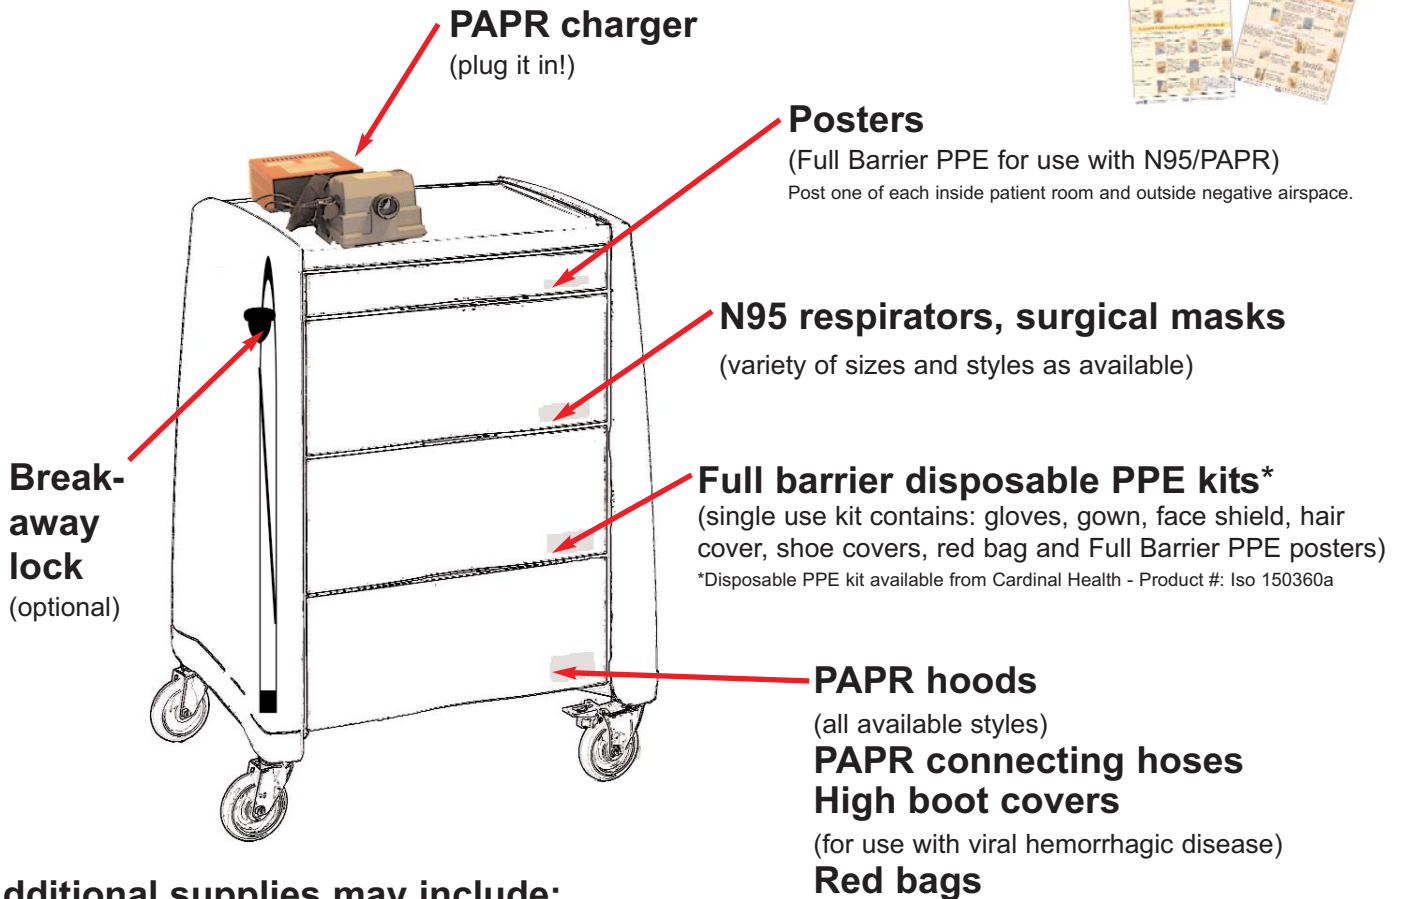 PAPR charger
(plug it in!)
Posters
(Full Barrier PPE for use with N95/PAPR)
Post one of each inside patient room and outside negative airspace.
N95 respirators, surgical masks
(variety of sizes and styles as available)
Break-
away
lock
(optional)
Full barrier disposable PPE kits*
(single use kit contains: gloves, gown, face shield, hair
cover, shoe covers, red bag and Full Barrier PPE posters)
*Disposable PPE kit available from Cardinal Health - Product #: Iso 150360a
PAPR hoods
(all available styles)
PAPR connecting hoses
High boot covers
(for use with viral hemorrhagic disease)
Red bags
dditional supplies may include: